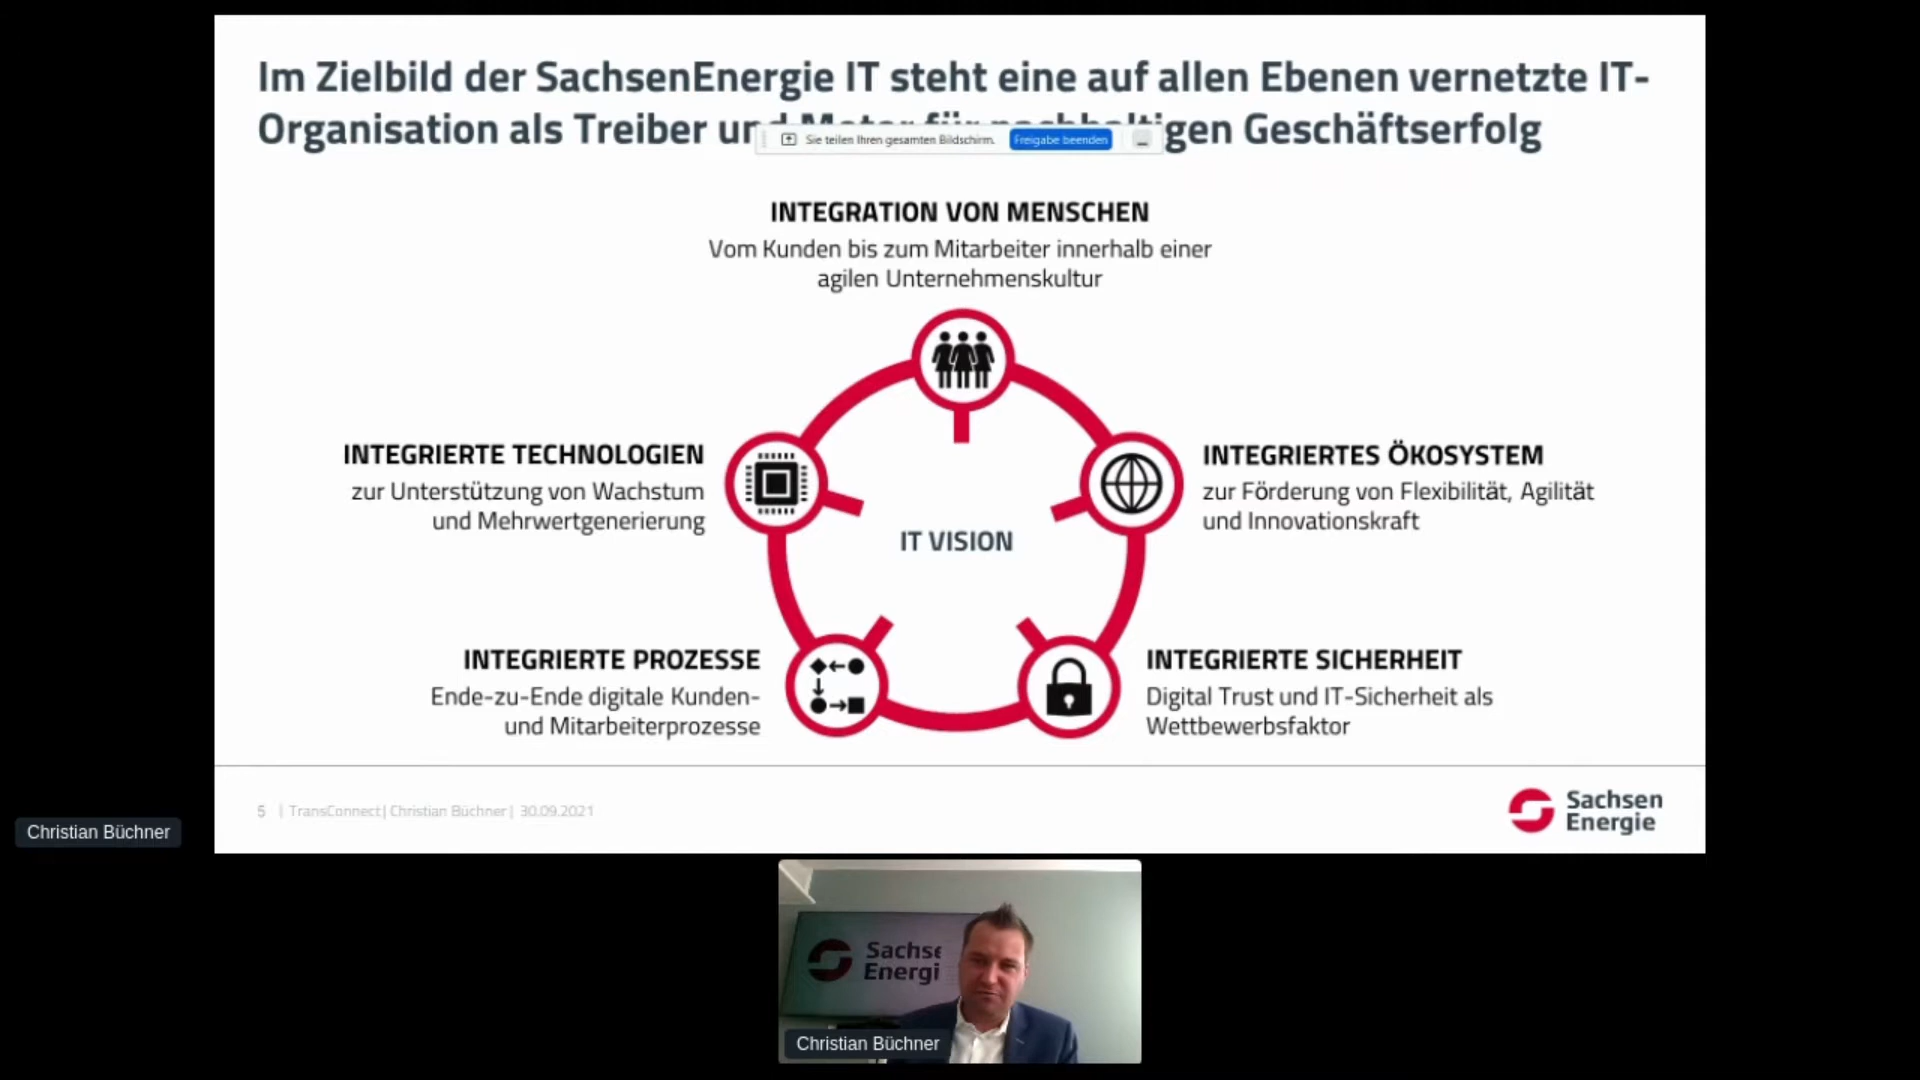 Im Zielbild der SachsenEnergie IT steht eine auf allen Ebenen vernetzte IT-
Organisation als Treiber und Motor für nachhaltigen Geschäftserfolg
Sie teilen Ihren gesamten Bildschirm.
Freigabe beenden
INTEGRATION VON MENSCHEN
Vom Kunden bis zum Mitarbeiter innerhalb einer
agilen Unternehmenskultur
INTEGRIERTE TECHNOLOGIEN
zur Unterstützung von Wachstum
und Mehrwertgenerierung
INTEGRIERTES ÖKOSYSTEM
zur Förderung von Flexibilität, Agilität
und Innovationskraft
IT VISION
INTEGRIERTE PROZESSE
Ende-zu-Ende digitale Kunden-
und Mitarbeiterprozesse
INTEGRIERTE SICHERHEIT
Digital Trust und IT-Sicherheit als
Wettbewerbsfaktor
5 | TransConnect | Christian Büchner | 30.09.2021
Sachsen
Energie
Christian Büchner
Sachse
Energi
Christian Büchner